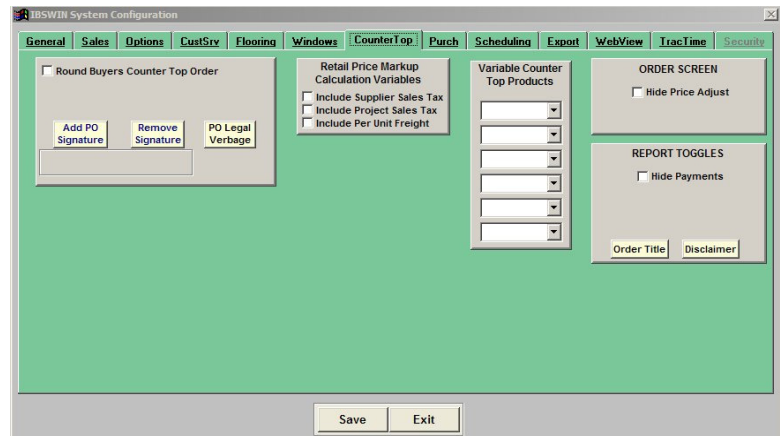 IBSWIN System Configuration
General Sales Options CustSrv Flooring Windows CounterTop Purch Scheduling Export WebView TracTime Security
Round Buyers Counter Top Order
Add PO
Signature
Remove
Signature
PO Legal
Verbage
Retail Price Markup
Calculation Variables
Include Supplier Sales Tax
Include Project Sales Tax
Include Per Unit Freight
Variable Counter
Top Products
ORDER SCREEN
Hide Price Adjust
REPORT TOGGLES
Hide Payments
Order Title
Disclaimer
Save
Exit